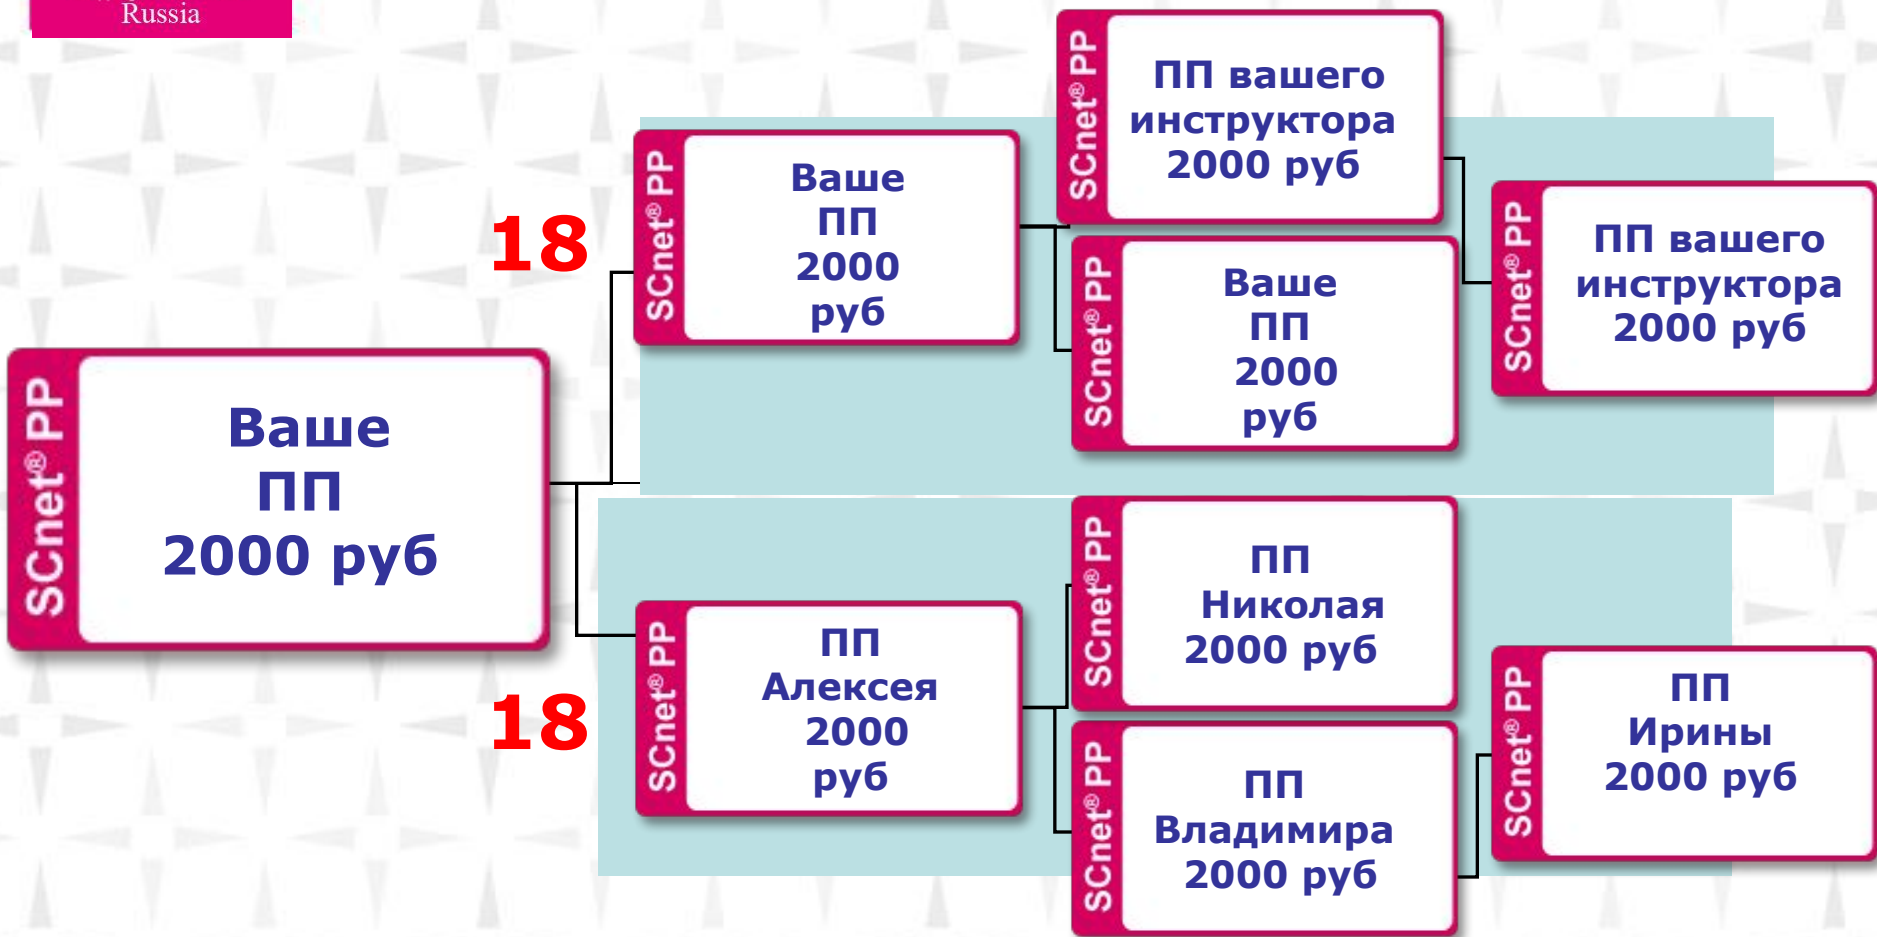 Russia
SCnet® PP
ПП вашего
инструктора
2000 руб
SCnet® PP
Ваше
ПП
2000
руб
18
SCnet® PP
ПП вашего
инструктора
2000 руб
SCnet® PP
Ваше
ПП
2000
руб
SCnet® PP
Ваше
ПП
2000 руб
SCnet® PP
ПП
Николая
2000 руб
SCnet® PP
ПП
Алексея
2000
руб
18
SCnet® PP
ПП
Ирины
2000 руб
SCnet® PP
ПП
Владимира
2000 руб